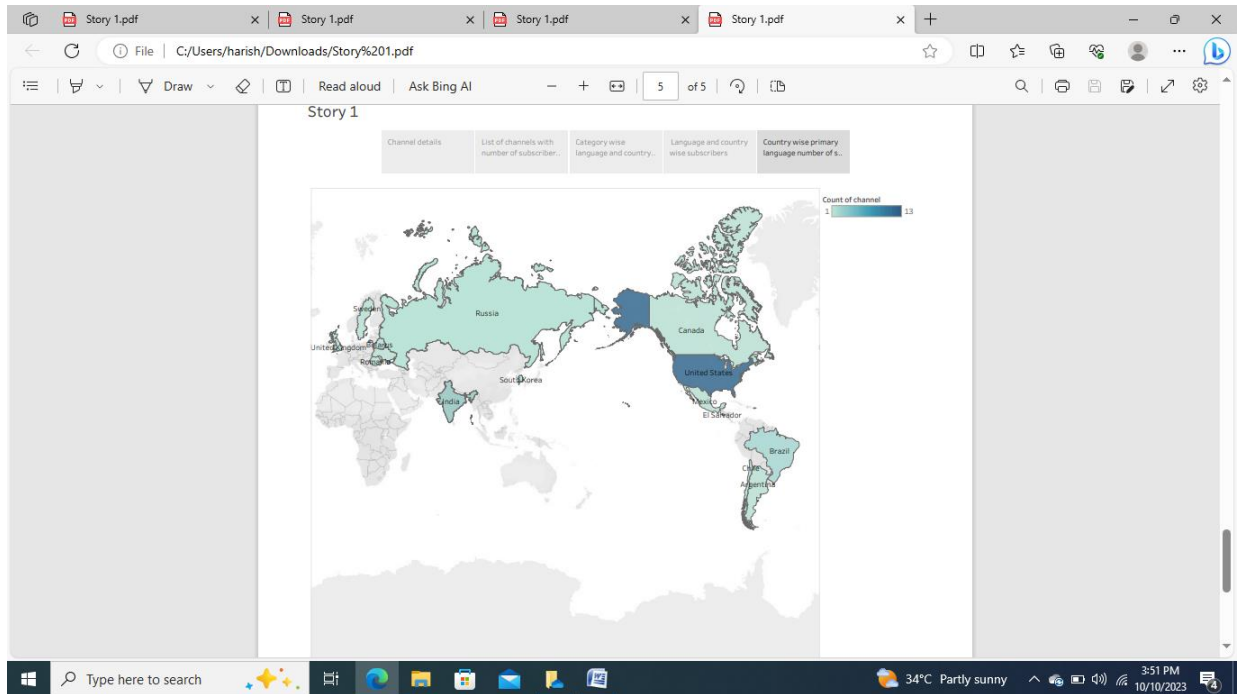 Story 1.pdf
Story 1.pdf
Story 1.pdf
Story 1.pdf
File
C:/Users/harish/Downloads/Story%201.pdf
Draw
Read aloud
Ask Bing AI
5
of 5
Story 1
Channel details
List of channels with
number of subscriber..
Category wise
language and country..
Language and country
wise subscribers
Country wise primary
language number of s..
Count of channel
1
13
Sweden
Russia
Canada
United Kingdom
Belarus
Romania
South Korea
United States
India
Mexico
El Salvador
Brazil
Chile
Argentina
Type here to search
34°C Partly sunny
3:51 PM
10/10/2023
4